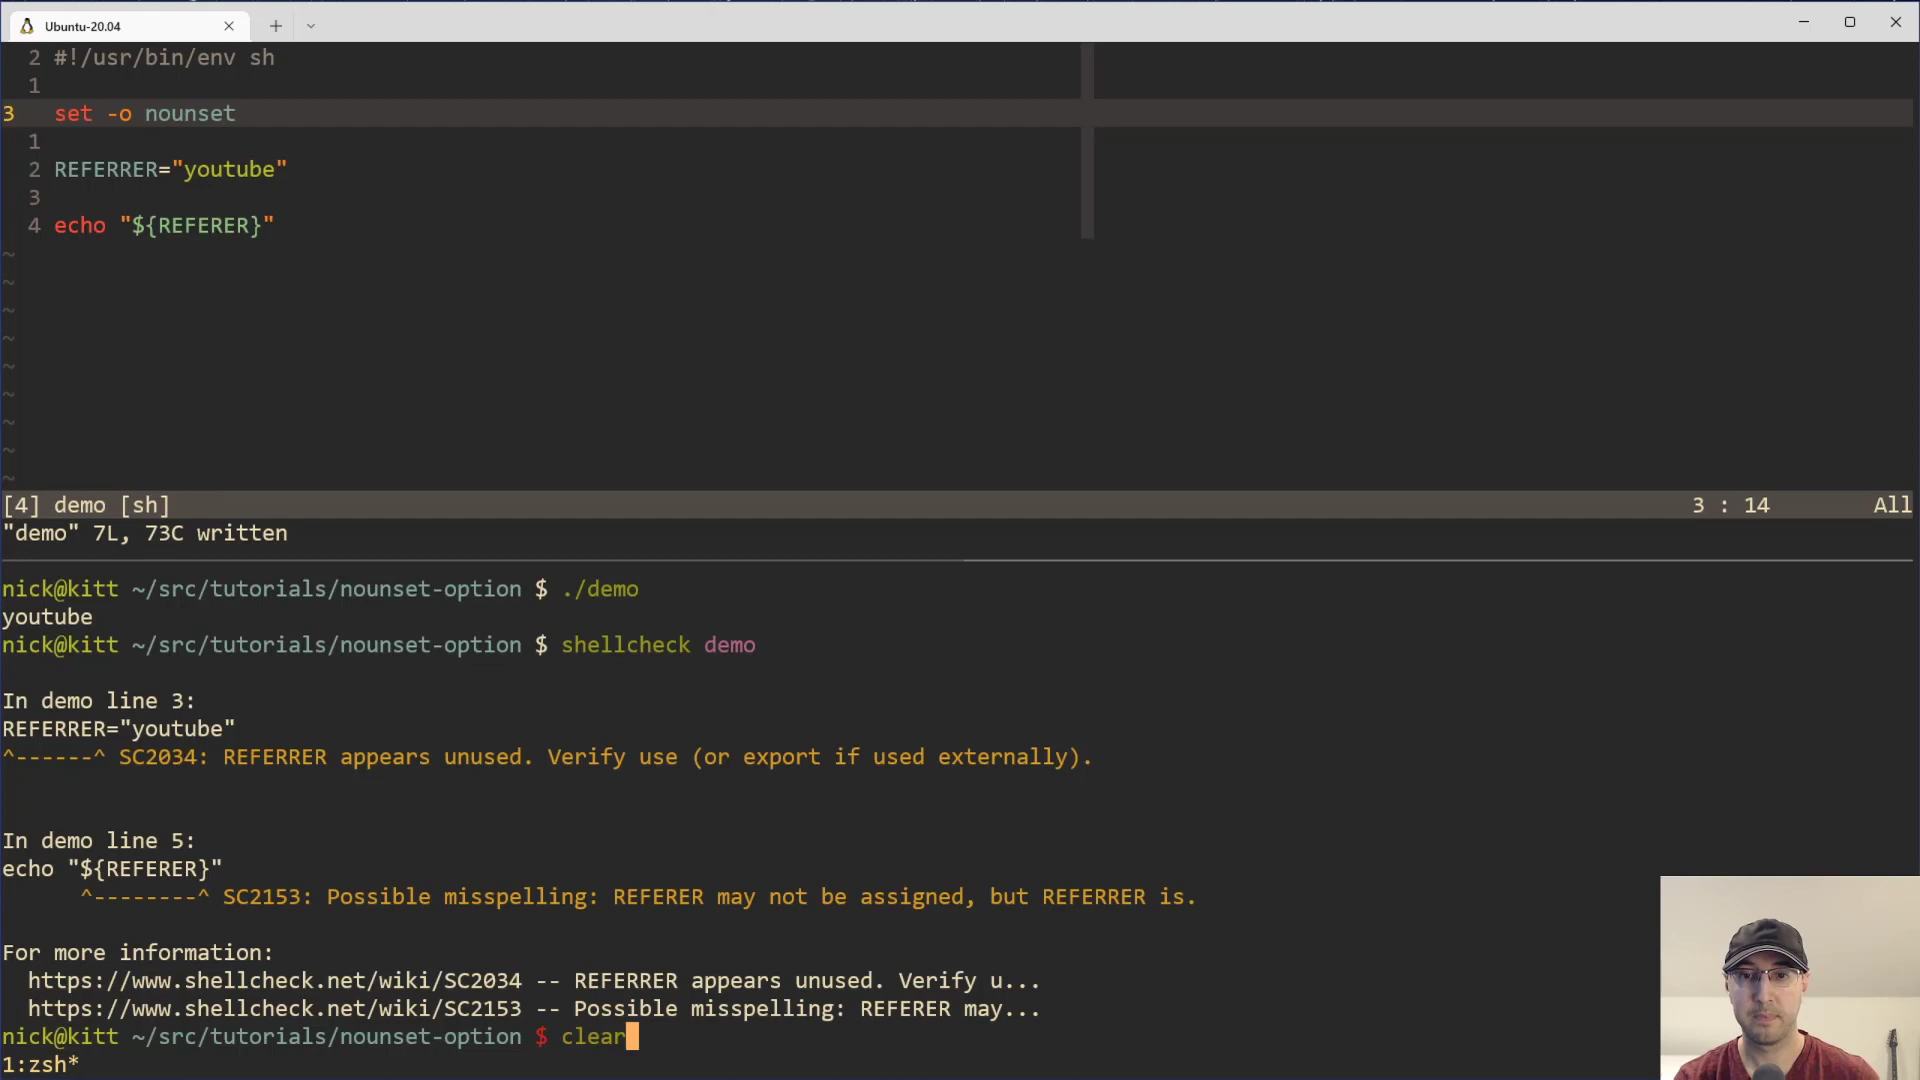 Ubuntu-20.04
2 #!/usr/bin/env sh
1
3 set -o nounset
1
2 REFERRER="youtube"
3
4 echo "${REFERER}"
~
~
~
~
~
~
~
~
~
[4] demo [sh] 3 : 14 All
"demo" 7L, 73C written
nick@kitt ~/src/tutorials/nounset-option $ ./demo
youtube
nick@kitt ~/src/tutorials/nounset-option $ shellcheck demo
In demo line 3:
REFERRER="youtube"
^------^ SC2034: REFERRER appears unused. Verify use (or export if used externally).
In demo line 5:
echo "${REFERER}"
^--------^ SC2153: Possible misspelling: REFERER may not be assigned, but REFERRER is.
For more information:
https://www.shellcheck.net/wiki/SC2034 -- REFERRER appears unused. Verify u...
https://www.shellcheck.net/wiki/SC2153 -- Possible misspelling: REFERER may...
nick@kitt ~/src/tutorials/nounset-option $ clear
1:zsh*